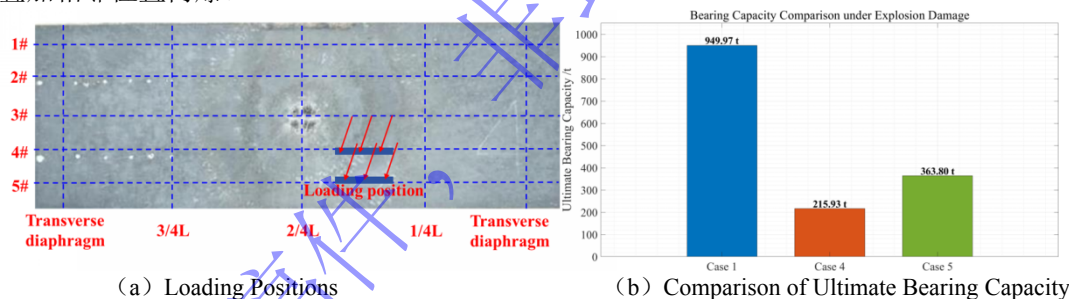 1#
2#
3#
4#
5#
Loading position
Transverse diaphragm
3/4L
2/4L
1/4L
Transverse diaphragm
(a) Loading Positions
Bearing Capacity Comparison under Explosion Damage
Ultimate Bearing Capacity /t
1000
900
800
700
600
500
400
300
200
100
0
949.97 t
215.93 t
363.80 t
Case 1
Case 4
Case 5
(b) Comparison of Ultimate Bearing Capacity